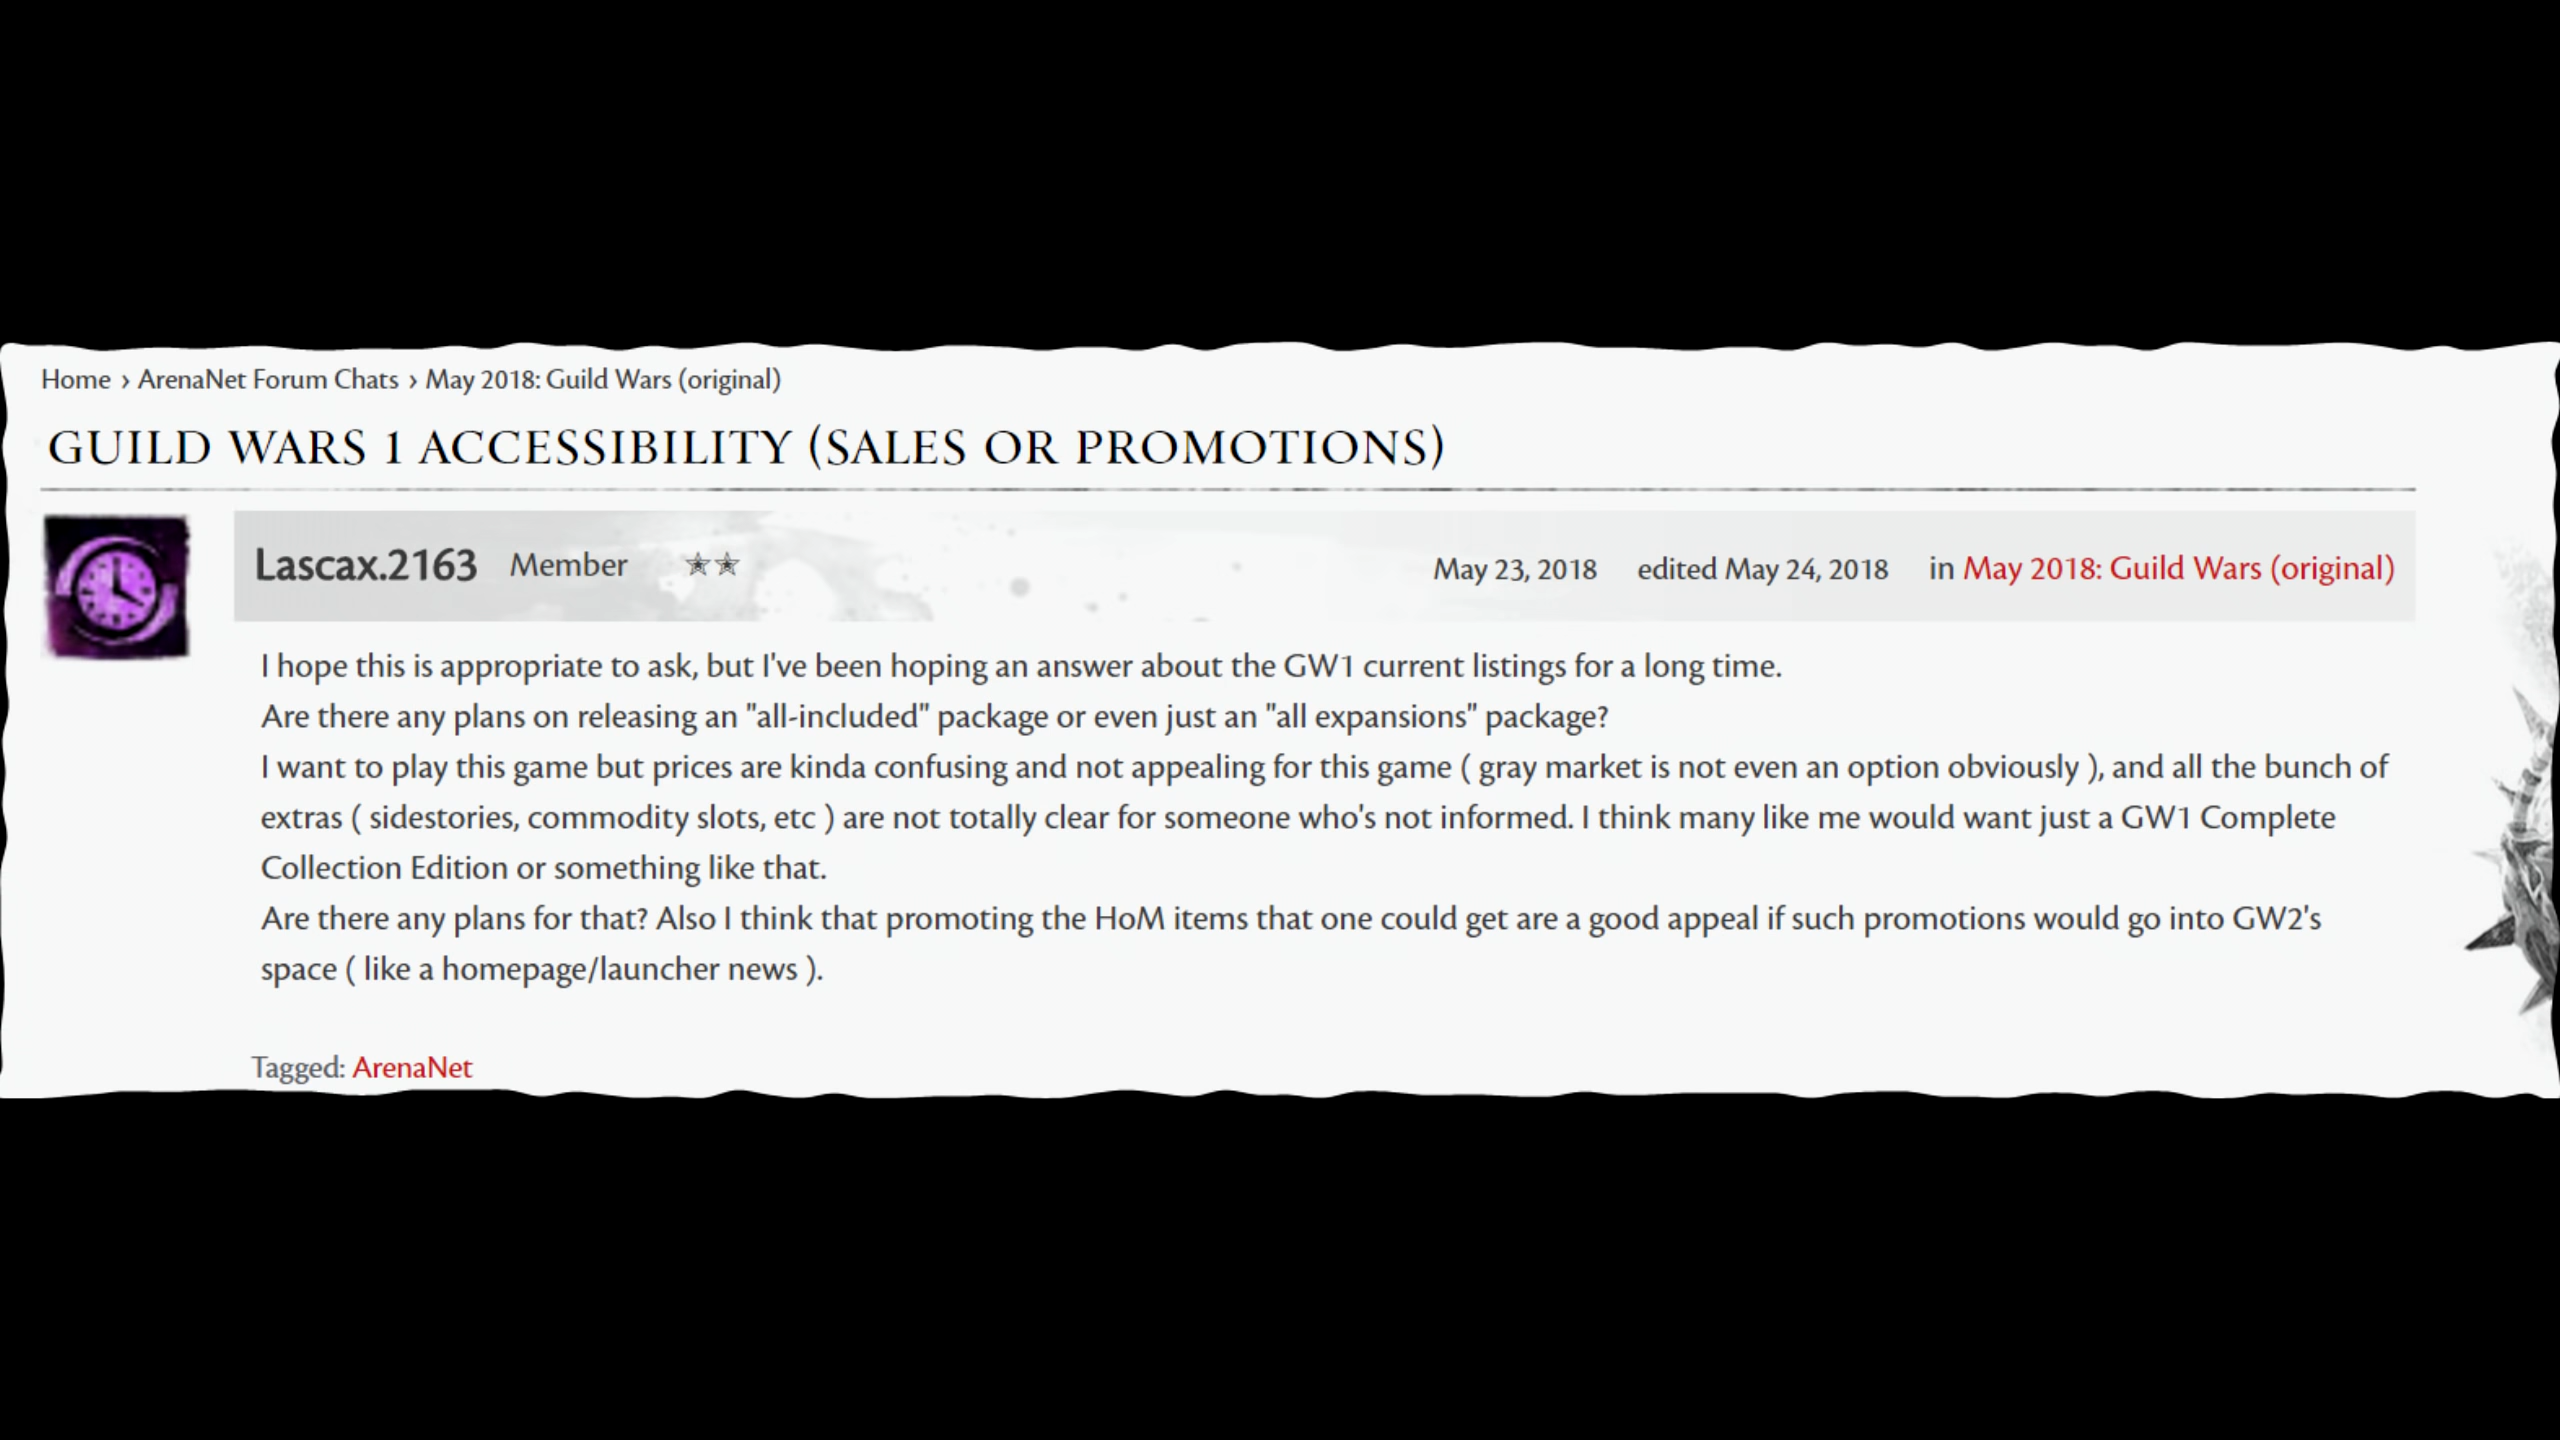 Home › ArenaNet Forum Chats › May 2018: Guild Wars (original)
GUILD WARS 1 ACCESSIBILITY (SALES OR PROMOTIONS)
Lascax.2163 Member ☆☆ May 23, 2018 edited May 24, 2018 in May 2018: Guild Wars (original)
I hope this is appropriate to ask, but I've been hoping an answer about the GW1 current listings for a long time.
Are there any plans on releasing an "all-included" package or even just an "all expansions" package?
I want to play this game but prices are kinda confusing and not appealing for this game ( gray market is not even an option obviously ), and all the bunch of
extras ( sidestories, commodity slots, etc ) are not totally clear for someone who's not informed. I think many like me would want just a GW1 Complete
Collection Edition or something like that.
Are there any plans for that? Also I think that promoting the HoM items that one could get are a good appeal if such promotions would go into GW2's
space ( like a homepage/launcher news ).
Tagged: ArenaNet